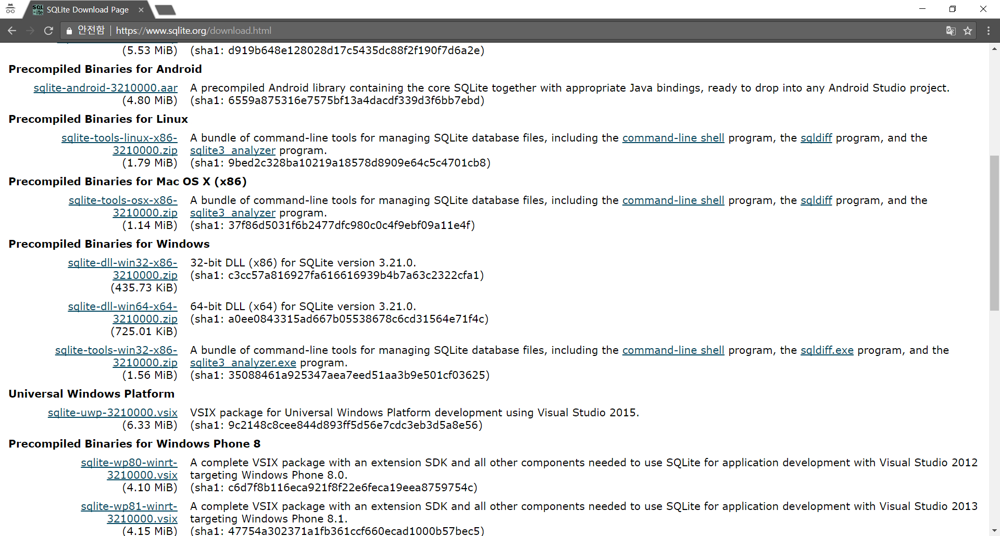 SQLite Download Page
안전함 | https://www.sqlite.org/download.html
(5.53 MiB) (sha1: d919b648e128028d17c5435dc88f2f190f7d6a2e)
Precompiled Binaries for Android
sqlite-android-3210000.aar A precompiled Android library containing the core SQLite together with appropriate Java bindings, ready to drop into any Android Studio project.
(4.80 MiB) (sha1: 6559a875316e7575bf13a4dacdf339d3f6bb7ebd)
Precompiled Binaries for Linux
sqlite-tools-linux-x86- A bundle of command-line tools for managing SQLite database files, including the command-line shell program, the sqldiff program, and the
3210000.zip sqlite3_analyzer program.
(1.79 MiB) (sha1: 9bed2c328ba10219a18578d8909e64c5c4701cb8)
Precompiled Binaries for Mac OS X (x86)
sqlite-tools-osx-x86- A bundle of command-line tools for managing SQLite database files, including the command-line shell program, the sqldiff program, and the
3210000.zip sqlite3_analyzer program.
(1.14 MiB) (sha1: 37f86d5031f6b2477dfc980c0c4f9ebf09a11e4f)
Precompiled Binaries for Windows
sqlite-dll-win32-x86- 32-bit DLL (x86) for SQLite version 3.21.0.
3210000.zip (sha1: c3cc57a816927fa616616939b4b7a63c2322cfa1)
(435.73 KiB)
sqlite-dll-win64-x64- 64-bit DLL (x64) for SQLite version 3.21.0.
3210000.zip (sha1: a0ee0843315ad667b05538678c6cd31564e71f4c)
(725.01 KiB)
sqlite-tools-win32-x86- A bundle of command-line tools for managing SQLite database files, including the command-line shell program, the sqldiff.exe program, and the
3210000.zip sqlite3_analyzer.exe program.
(1.56 MiB) (sha1: 35088461a925347aea7eed51aa3b9e501cf03625)
Universal Windows Platform
sqlite-uwp-3210000.vsix VSIX package for Universal Windows Platform development using Visual Studio 2015.
(6.33 MiB) (sha1: 9c2148c8cee844d893ff5d56e7cdc3eb3d5a8e56)
Precompiled Binaries for Windows Phone 8
sqlite-wp80-winrt- A complete VSIX package with an extension SDK and all other components needed to use SQLite for application development with Visual Studio 2012
3210000.vsix targeting Windows Phone 8.0.
(4.10 MiB) (sha1: c6d7f8b116eca921f8f22e6feca19eea8759754c)
sqlite-wp81-winrt- A complete VSIX package with an extension SDK and all other components needed to use SQLite for application development with Visual Studio 2013
3210000.vsix targeting Windows Phone 8.1.
(4.15 MiB) (sha1: 47754a302371a1fb361ccf660ecad1000b57bec5)